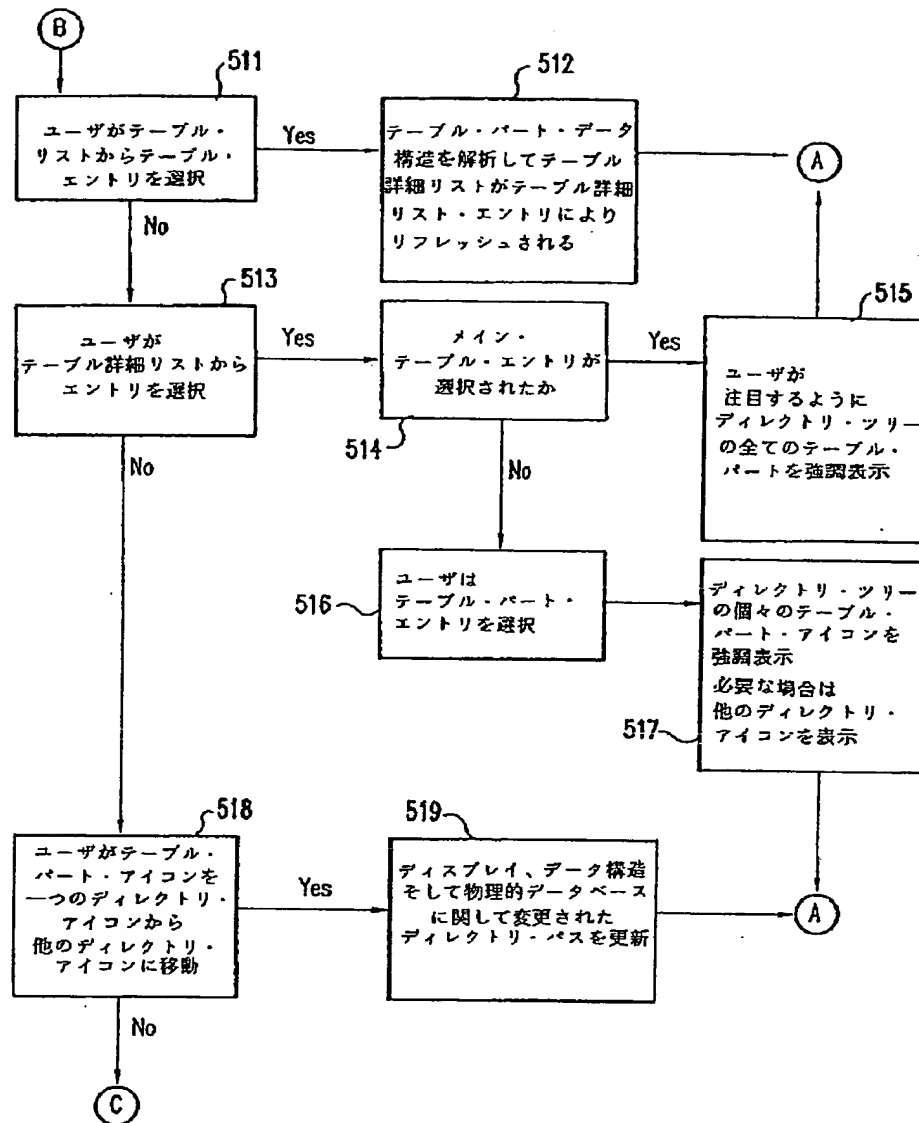 B
511
ユーザがテーブル・
リストからテーブル・
エントリを選択
Yes
No
512
テーブル・パート・データ
構造を解析してテーブル
詳細リストがテーブル詳細
リスト・エントリにより
リフレッシュされる
A
513
ユーザが
テーブル詳細リストから
エントリを選択
Yes
No
メイン・
テーブル・エントリが
選択されたか
514
Yes
No
515
ユーザが
注目するように
ディレクトリ・ツリー
の全てのテーブル・
パートを強調表示
516
ユーザは
テーブル・パート・
エントリを選択
ディレクトリ・ツリー
の個々のテーブル・
パート・アイコンを
強調表示
必要な場合は
他のディレクトリ・
アイコンを表示
517
518
ユーザがテーブル・
パート・アイコンを
一つのディレクトリ・
アイコンから
他のディレクトリ・
アイコンに移動
Yes
No
519
ディスプレイ、データ構造
そして物理的データベース
に関して変更された
ディレクトリ・パスを更新
A
C